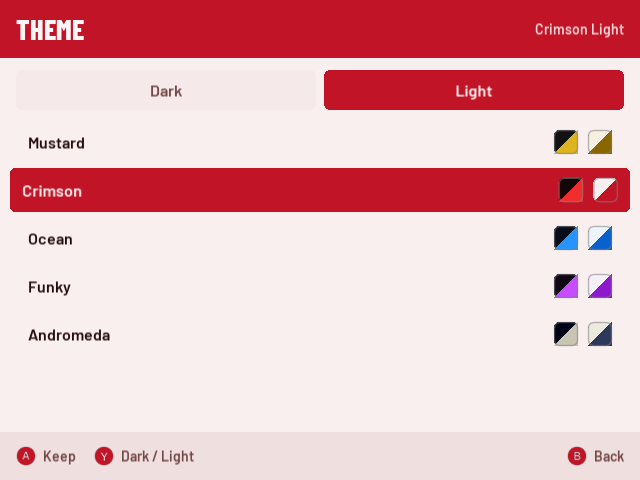 THEME
Crimson Light
Dark
Light
Mustard
Crimson
Ocean
Funky
Andromeda
A Keep
Y Dark / Light
B Back